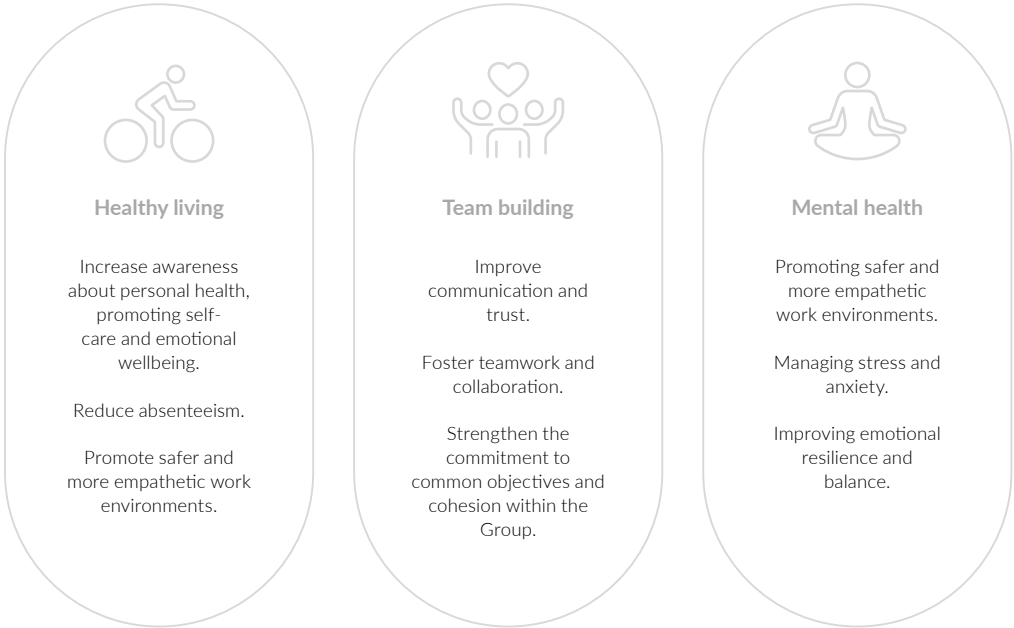 Healthy living
Increase awareness
about personal health,
promoting self-
care and emotional
wellbeing.
Reduce absenteeism.
Promote safer and
more empathetic work
environments.
Team building
Improve
communication and
trust.
Foster teamwork and
collaboration.
Strengthen the
commitment to
common objectives and
cohesion within the
Group.
Mental health
Promoting safer and
more empathetic
work environments.
Managing stress and
anxiety.
Improving emotional
resilience and
balance.